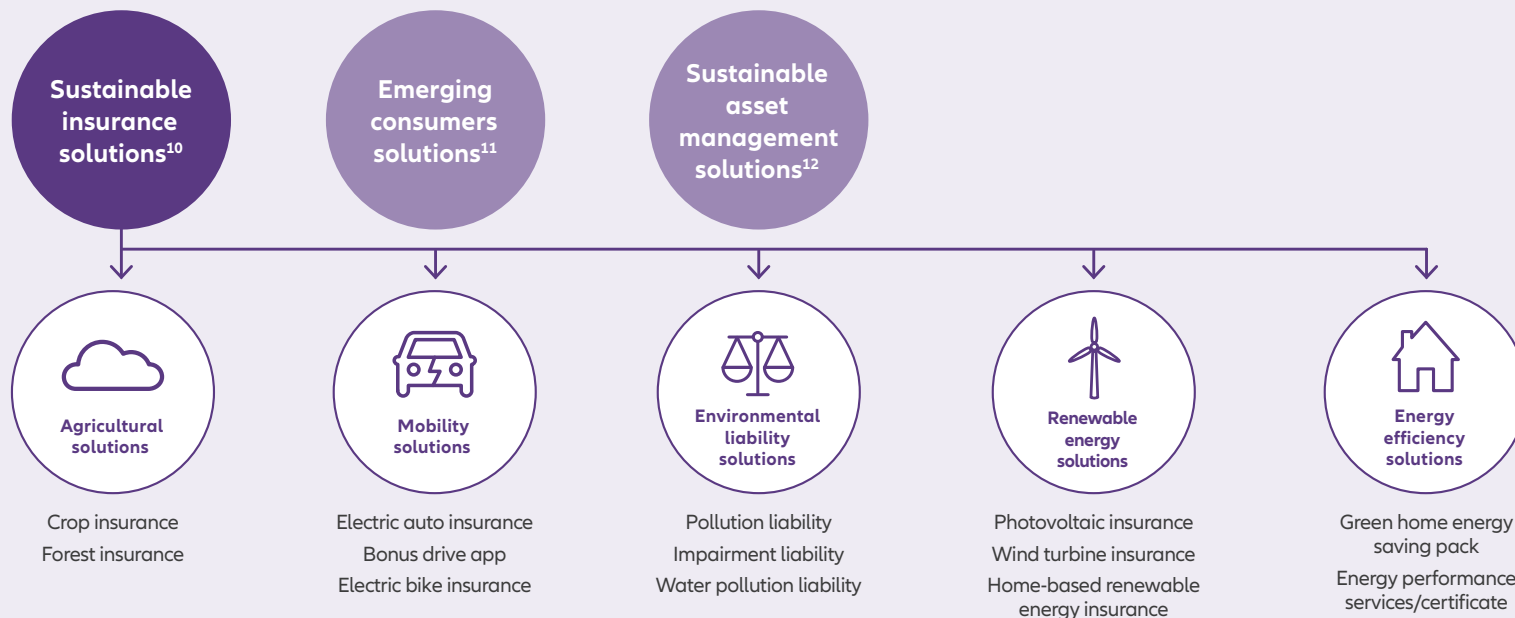 Sustainable
insurance
solutions¹⁰
Emerging
consumers
solutions¹¹
Sustainable
asset
management
solutions¹²
Agricultural
solutions
Crop insurance
Forest insurance
Mobility
solutions
Electric auto insurance
Bonus drive app
Electric bike insurance
Environmental
liability
solutions
Pollution liability
Impairment liability
Water pollution liability
Renewable
energy
solutions
Photovoltaic insurance
Wind turbine insurance
Home-based renewable
energy insurance
Energy
efficiency
solutions
Green home energy
saving pack
Energy performance
services/certificate